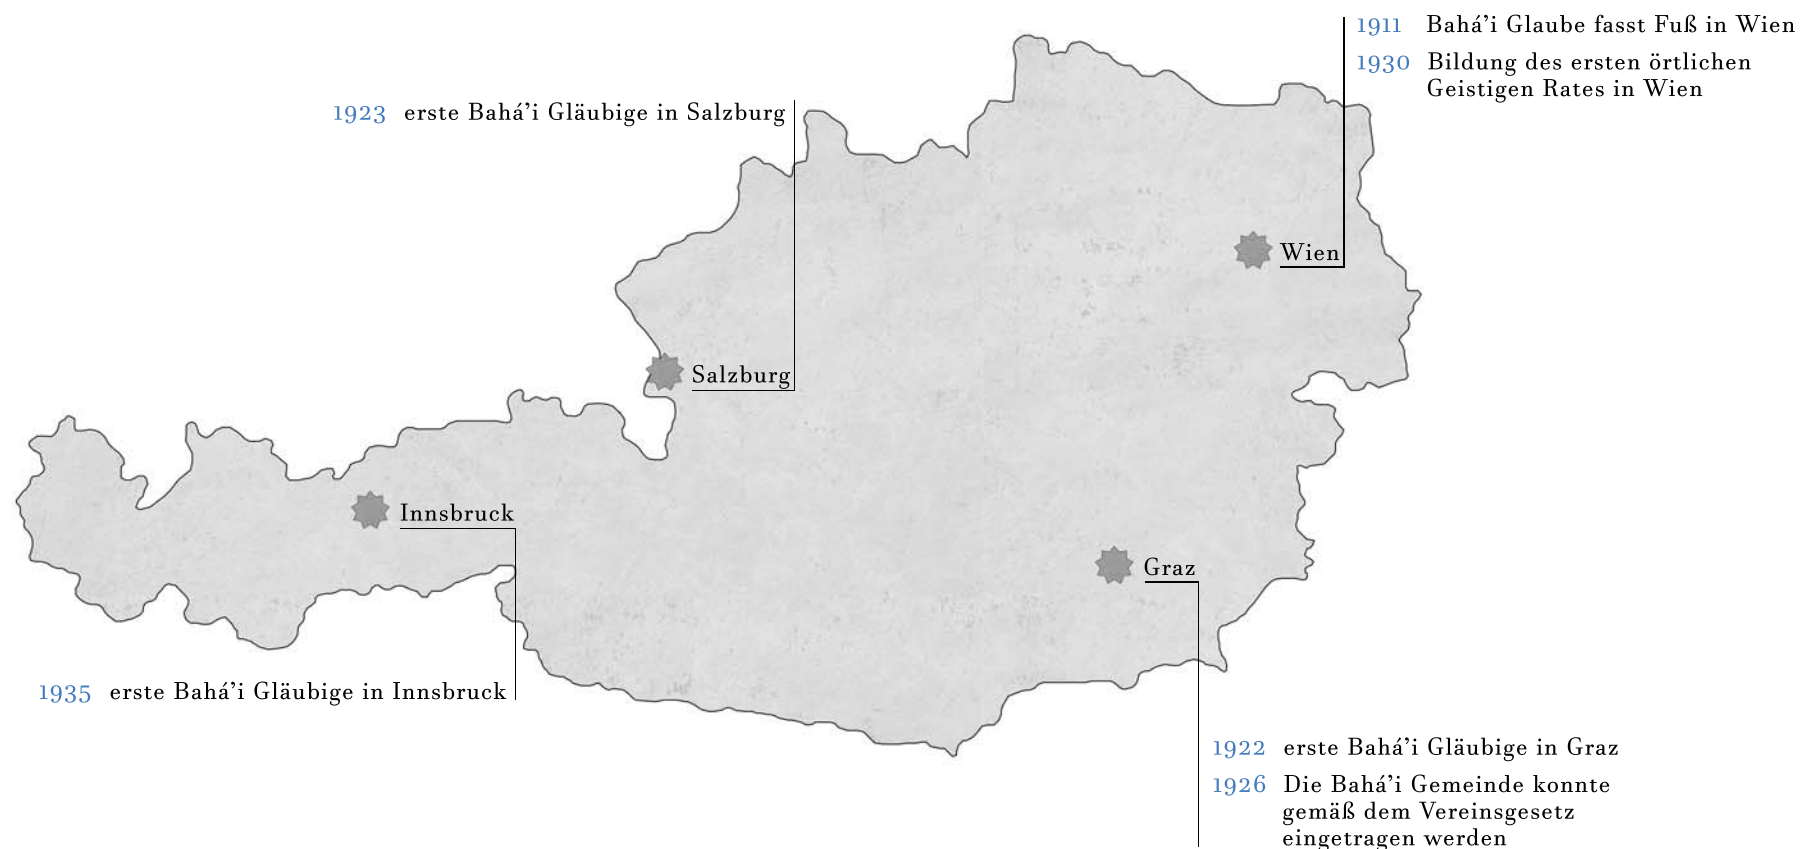 1911 Bahá’i Glaube fasst Fuß in Wien
1930 Bildung des ersten örtlichen
Geistigen Rates in Wien
1923 erste Bahá’i Gläubige in Salzburg
Wien
Salzburg
Innsbruck
Graz
1935 erste Bahá’i Gläubige in Innsbruck
1922 erste Bahá’i Gläubige in Graz
1926 Die Bahá’i Gemeinde konnte
gemäß dem Vereinsgesetz
eingetragen werden